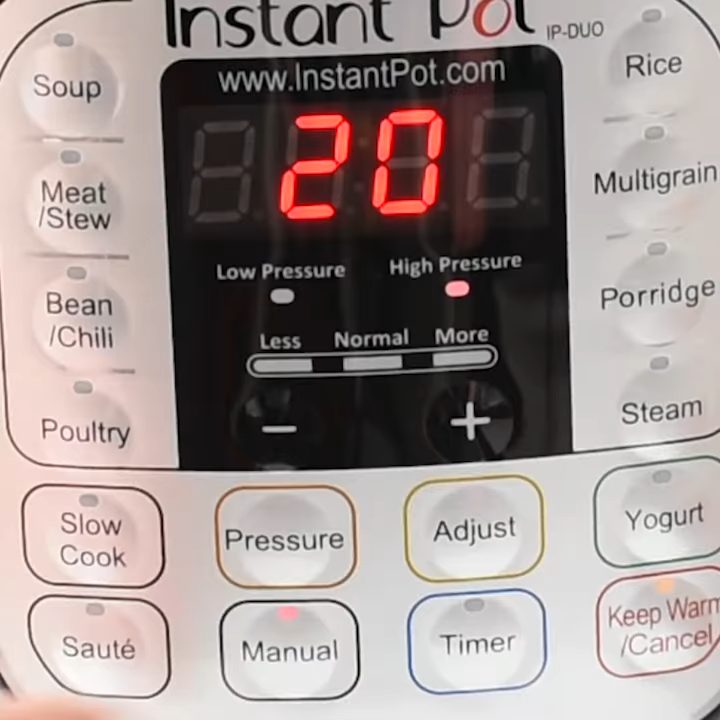 Instant Pot IP-DUO
www.InstantPot.com
20
Low Pressure
High Pressure
Less
Normal
More
−
+
Soup
Meat
/Stew
Bean
/Chili
Poultry
Rice
Multigrain
Porridge
Steam
Slow
Cook
Pressure
Adjust
Yogurt
Sauté
Manual
Timer
Keep Warm
/Cancel